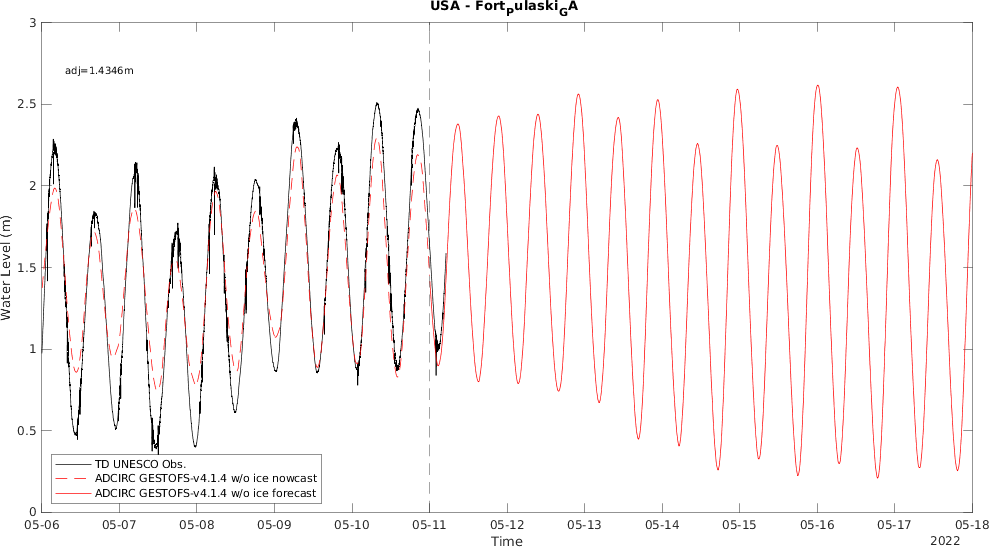 USA - FortPulaskiGA
adj=1.4346m
Water Level (m)
3
2.5
2
1.5
1
0.5
0
TD UNESCO Obs.
ADCIRC GESTOFS-v4.1.4 w/o ice nowcast
ADCIRC GESTOFS-v4.1.4 w/o ice forecast
05-06 05-07 05-08 05-09 05-10 05-11 05-12 05-13 05-14 05-15 05-16 05-17 05-18
Time
2022